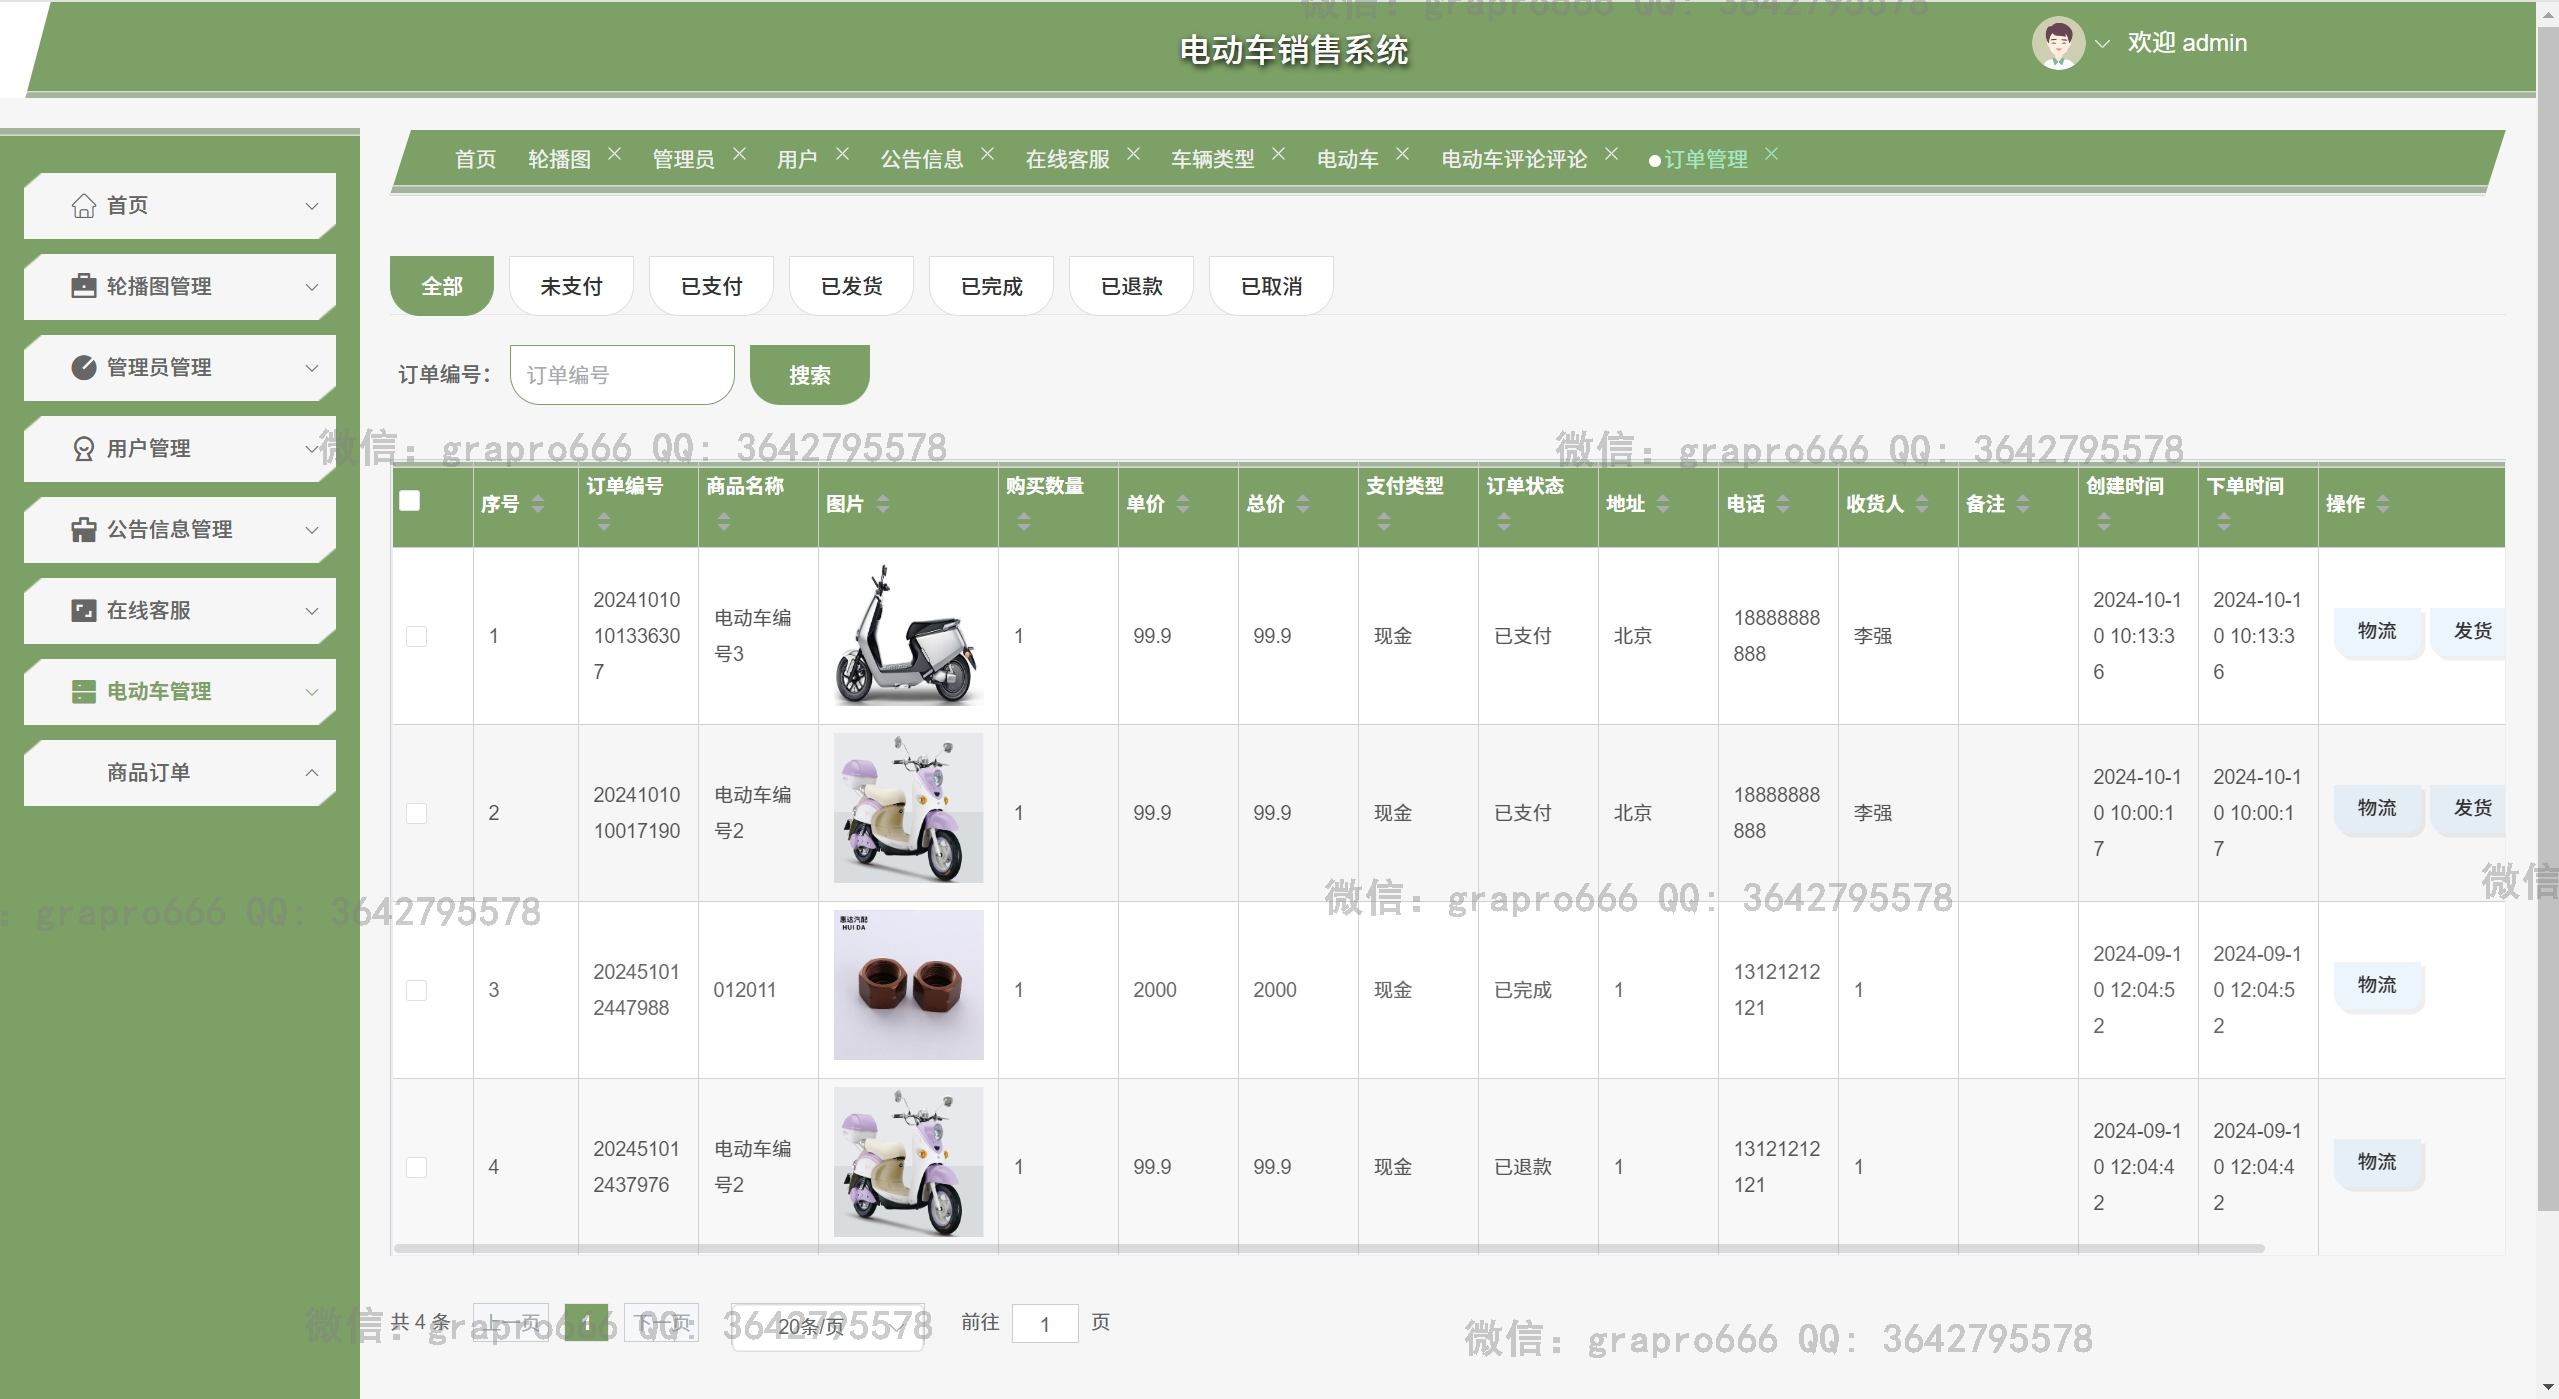 电动车销售系统
欢迎 admin
首页 轮播图 管理员 用户 公告信息 在线客服 车辆类型 电动车 电动车评论评论 订单管理
首页
轮播图管理
管理员管理
用户管理
公告信息管理
在线客服
电动车管理
商品订单
全部 未支付 已支付 已发货 已完成 已退款 已取消
订单编号： 订单编号 搜索
序号 订单编号 商品名称 图片 购买数量 单价 总价 支付类型 订单状态 地址 电话 收货人 备注 创建时间 下单时间 操作
1 20241010101336307 电动车编号3 1 99.9 99.9 现金 已支付 北京 18888888888 李强 2024-10-10 10:13:36 2024-10-10 10:13:36 物流 发货
2 2024101010017190 电动车编号2 1 99.9 99.9 现金 已支付 北京 18888888888 李强 2024-10-10 10:00:17 2024-10-10 10:00:17 物流 发货
惠达汽配
HUI DA
3 202451012447988 012011 1 2000 2000 现金 已完成 1 13121212121 1 2024-09-10 12:04:52 2024-09-10 12:04:52 物流
4 202451012437976 电动车编号2 1 99.9 99.9 现金 已退款 1 13121212121 1 2024-09-10 12:04:42 2024-09-10 12:04:42 物流
共 4 条 上一页 1 下一页 20条/页 前往 1 页
微信：grapro666 QQ: 3642795578
微信：grapro666 QQ: 3642795578
微信：grapro666 QQ: 3642795578
: grapro666 QQ: 3642795578
微信：grapro666 QQ: 3642795578
微信
微信：grapro666 QQ: 3642795578
微信：grapro666 QQ: 3642795578